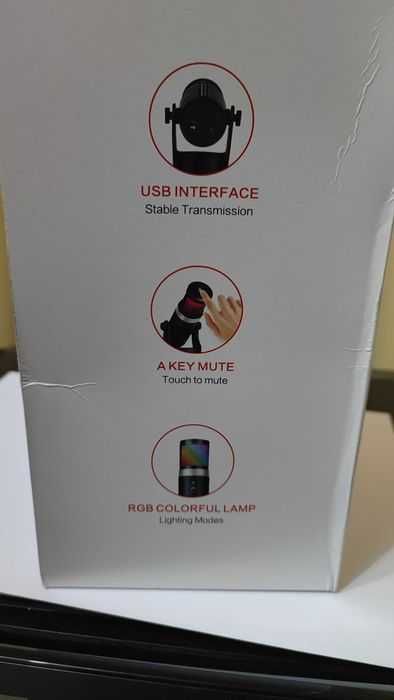 USB INTERFACE
Stable Transmission
A KEY MUTE
Touch to mute
RGB COLORFUL LAMP
Lighting Modes